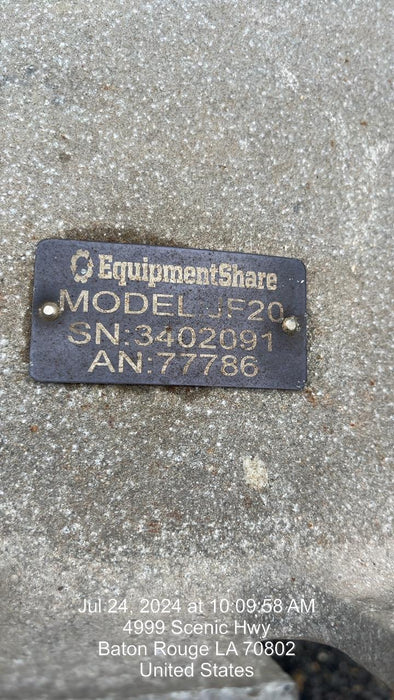 EquipmentShare
MODEL:JF20
SN:3402091
AN:77786
Jul 24, 2024 at 10:09:58 AM
4999 Scenic Hwy
Baton Rouge LA 70802
United States